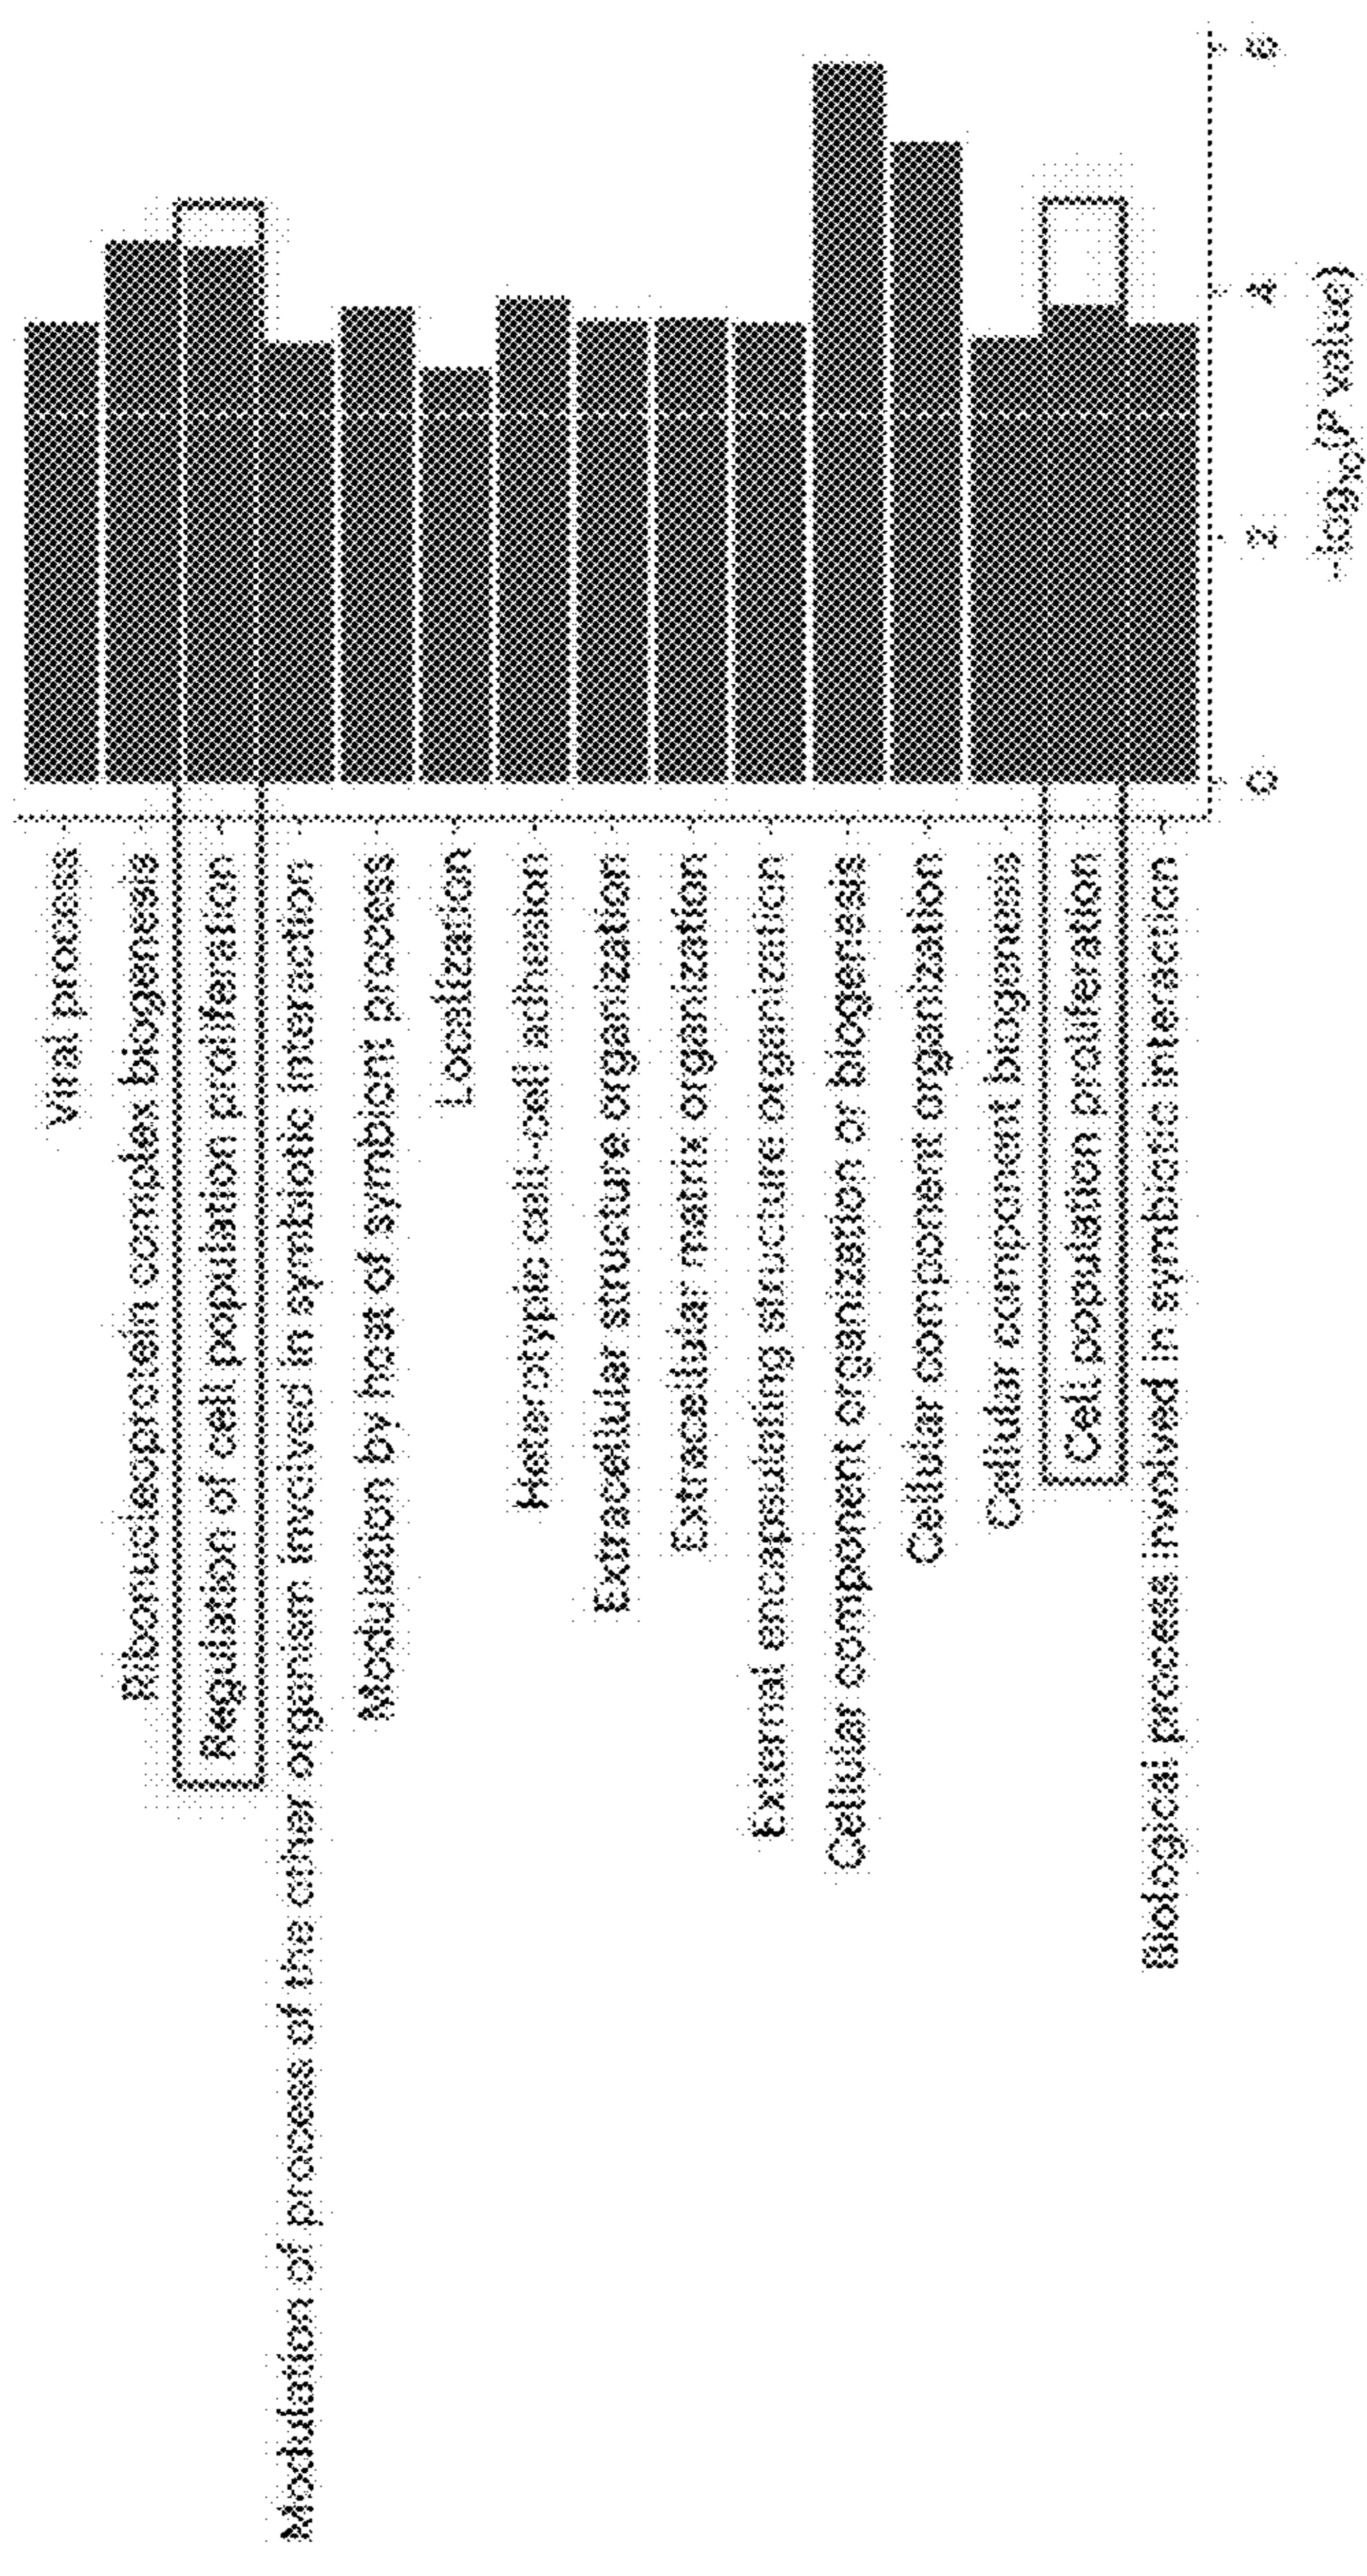 Viral process
Ribonucleoprotein complex biogenesis
Regulation of cell population proliferation
Modulation of process of the other organism involved in symbiotic interaction
Modulation by host of symbiont process
Localization
Heterotypic cell-cell adhesion
Extracellular structure organization
Extracellular matrix organization
External encapsulating structure organization
Cellular component organization or biogenesis
Cellular component organization
Cellular component biogenesis
Cell population proliferation
Biological process involved in symbiotic interaction
0 2 4 6
-log₁₀(P value)